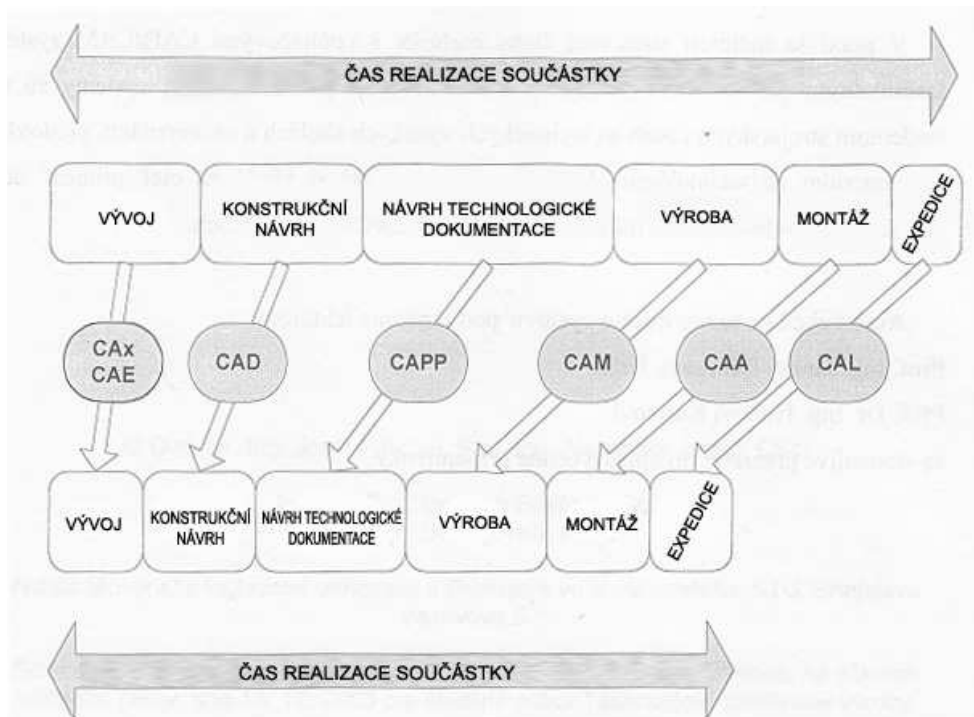 ČAS REALIZACE SOUČÁSTKY
VÝVOJ
KONSTRUKČNÍ
NÁVRH
NÁVRH TECHNOLOGICKÉ
DOKUMENTACE
VÝROBA
MONTÁŽ
EXPEDICE
CAx
CAE
CAD
CAPP
CAM
CAA
CAL
VÝVOJ
KONSTRUKČNÍ
NÁVRH
NÁVRH TECHNOLOGICKÉ
DOKUMENTACE
VÝROBA
MONTÁŽ
EXPEDICE
ČAS REALIZACE SOUČÁSTKY